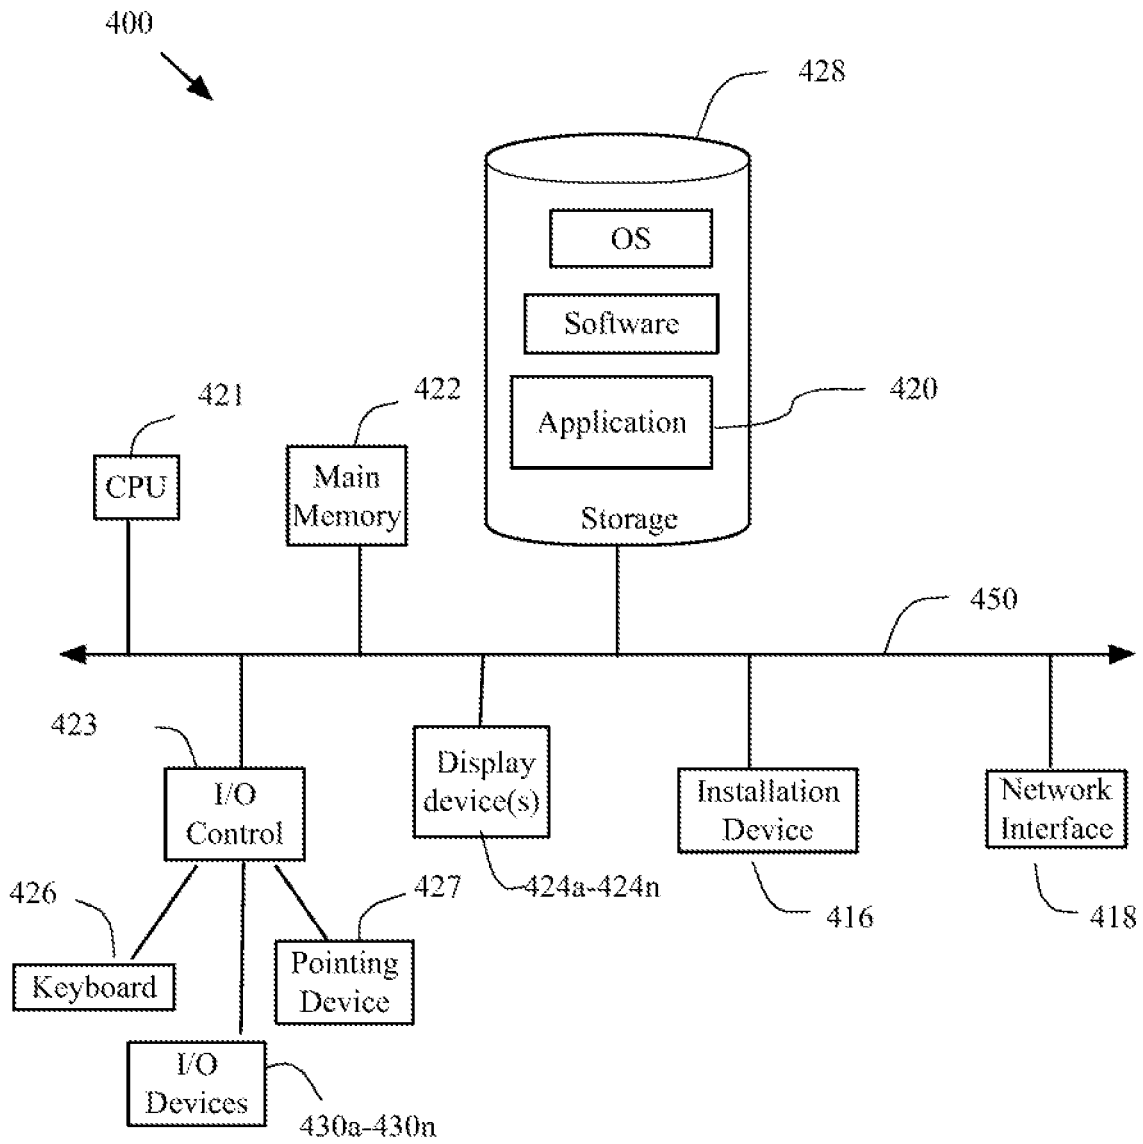 400
428
OS
Software
Application
420
Storage
421
CPU
422
Main
Memory
450
423
I/O
Control
Display
device(s)
424a-424n
Installation
Device
416
Network
Interface
418
426
Keyboard
427
Pointing
Device
I/O
Devices
430a-430n